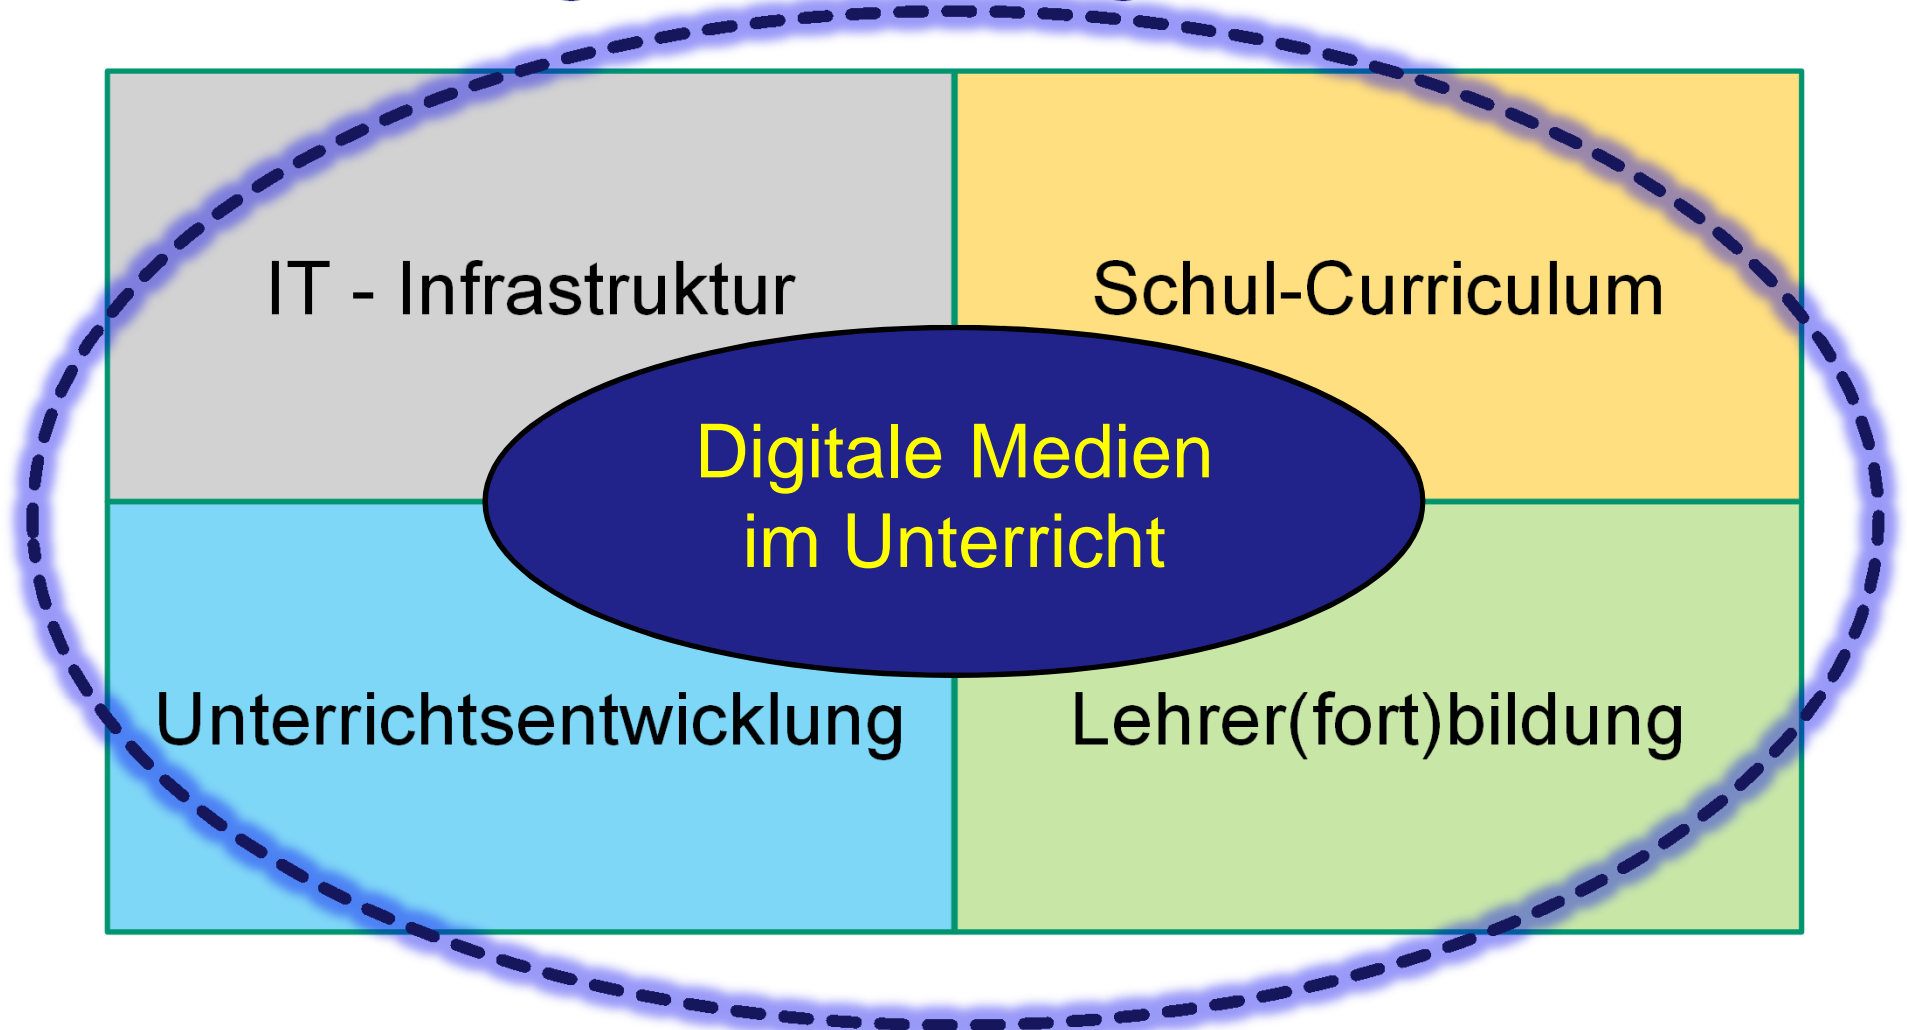 IT - Infrastruktur
Schul-Curriculum
Digitale Medien
im Unterricht
Unterrichtsentwicklung
Lehrer(fort)bildung